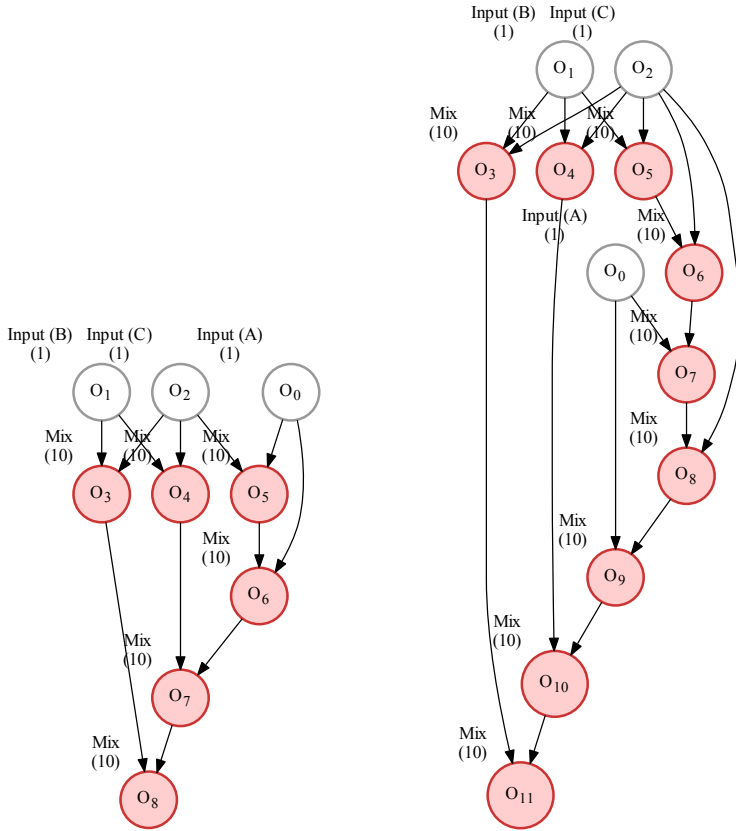 Input (B)
(1)
Input (C)
(1)
Input (A)
(1)
O1
O2
O0
Mix
(10)
Mix
(10)
Mix
(10)
O3
O4
O5
Mix
(10)
O6
Mix
(10)
O7
Mix
(10)
O8
Input (B)
(1)
Input (C)
(1)
O1
O2
Mix
(10)
Mix
(10)
Mix
(10)
O3
O4
O5
Input (A)
(1)
Mix
(10)
O0
O6
Mix
(10)
O7
Mix
(10)
O8
Mix
(10)
O9
Mix
(10)
O10
Mix
(10)
O11